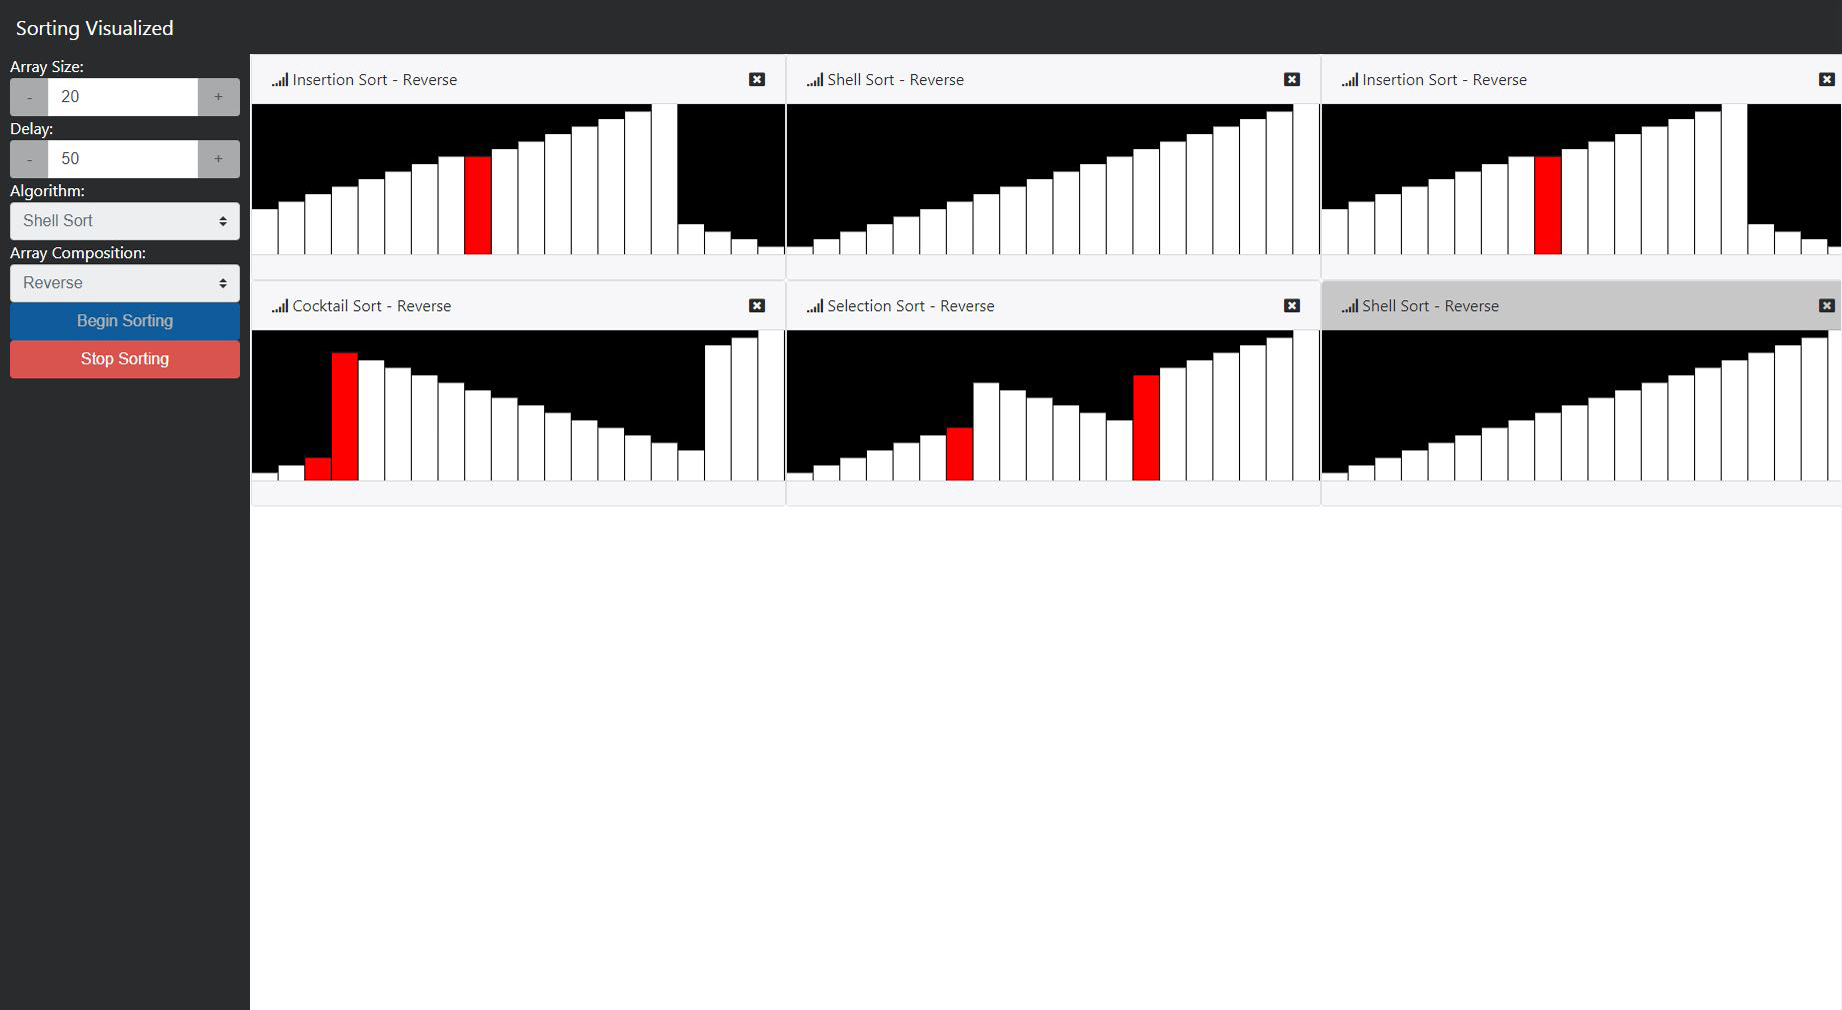 Sorting Visualized
Array Size:
- 20 +
Delay:
- 50 +
Algorithm:
Shell Sort
Array Composition:
Reverse
Begin Sorting
Stop Sorting
Insertion Sort - Reverse
Shell Sort - Reverse
Insertion Sort - Reverse
Cocktail Sort - Reverse
Selection Sort - Reverse
Shell Sort - Reverse